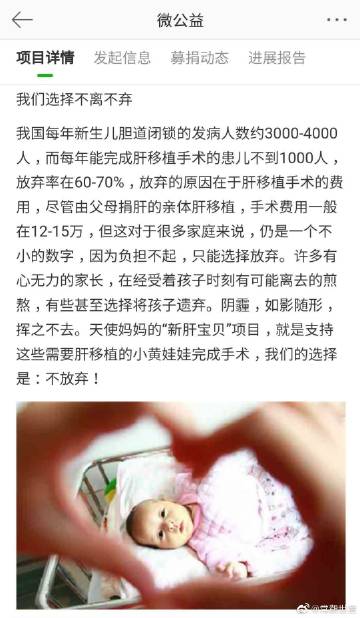 微公益
项目详情 发起信息 募捐动态 进展报告
我们选择不离不弃
我国每年新生儿胆道闭锁的发病人数约3000-4000
人，而每年能完成肝移植手术的患儿不到1000人，
放弃率在60-70%，放弃的原因在于肝移植手术的费
用，尽管由父母捐肝的亲体肝移植，手术费用一般
在12-15万，但这对于很多家庭来说，仍是一个不
小的数字，因为负担不起，只能选择放弃。许多有
心无力的家长，在经受着孩子时刻有可能离去的煎
熬，有些甚至选择将孩子遗弃。阴霾，如影随形，
挥之不去。天使妈妈的“新肝宝贝”项目，就是支持
这些需要肝移植的小黄娃娃完成手术，我们的选择
是：不放弃！